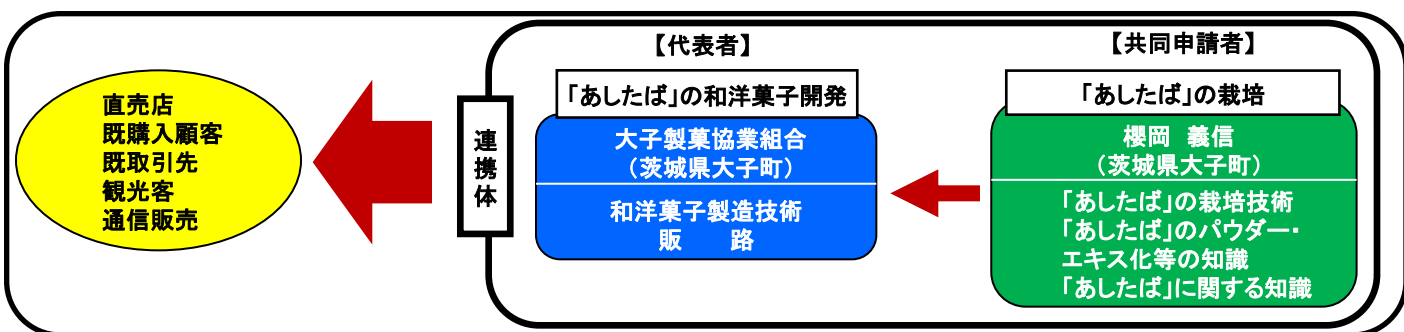 直売店
既購入顧客
既取引先
観光客
通信販売
連携体
【代表者】
「あしたば」の和洋菓子開発
大子製菓協業組合
（茨城県大子町）
和洋菓子製造技術
販　　路
【共同申請者】
「あしたば」の栽培
櫻岡　義信
（茨城県大子町）
「あしたば」の栽培技術
「あしたば」のパウダー・
エキス化等の知識
「あしたば」に関する知識